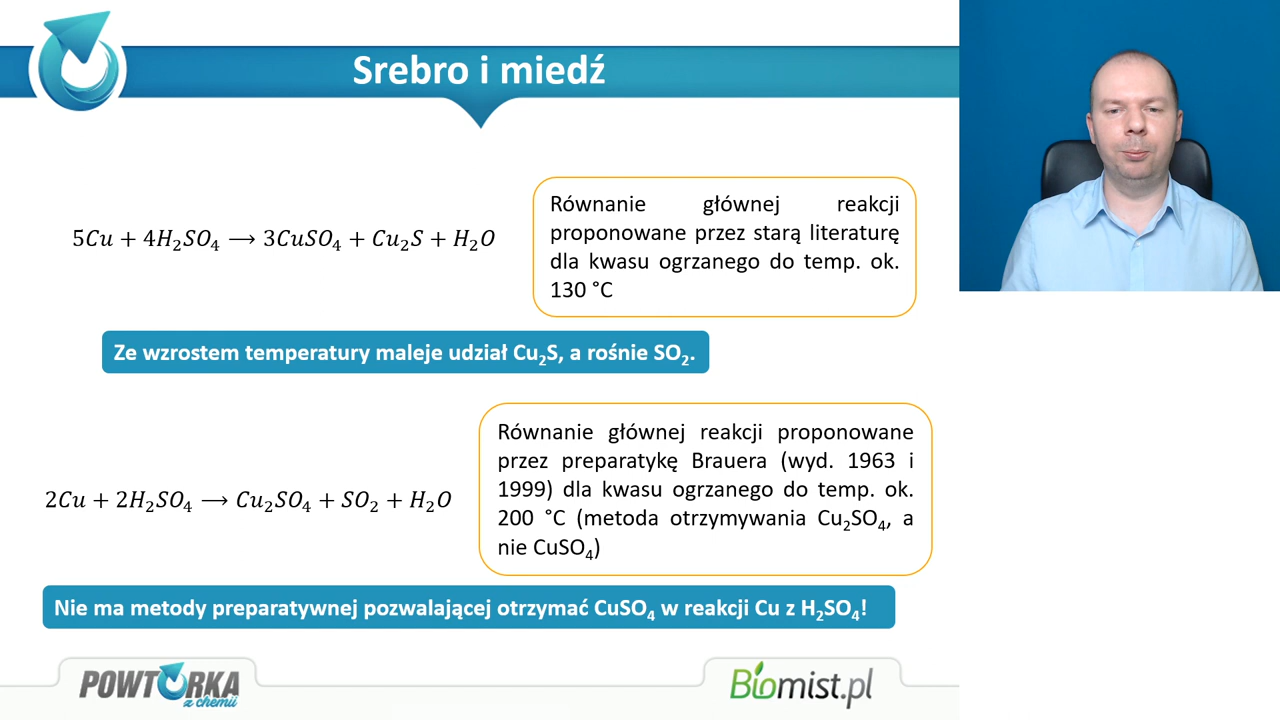 Srebro i miedź
5Cu + 4H₂SO₄ ⟶ 3CuSO₄ + Cu₂S + H₂O
Równanie głównej reakcji
proponowane przez starą literaturę
dla kwasu ogrzanego do temp. ok.
130 °C
Ze wzrostem temperatury maleje udział Cu₂S, a rośnie SO₂.
2Cu + 2H₂SO₄ ⟶ Cu₂SO₄ + SO₂ + H₂O
Równanie głównej reakcji proponowane
przez preparatykę Brauera (wyd. 1963 i
1999) dla kwasu ogrzanego do temp. ok.
200 °C (metoda otrzymywania Cu₂SO₄, a
nie CuSO₄)
Nie ma metody preparatywnej pozwalającej otrzymać CuSO₄ w reakcji Cu z H₂SO₄!
POWTÓRKA
z chemii
Biomist.pl